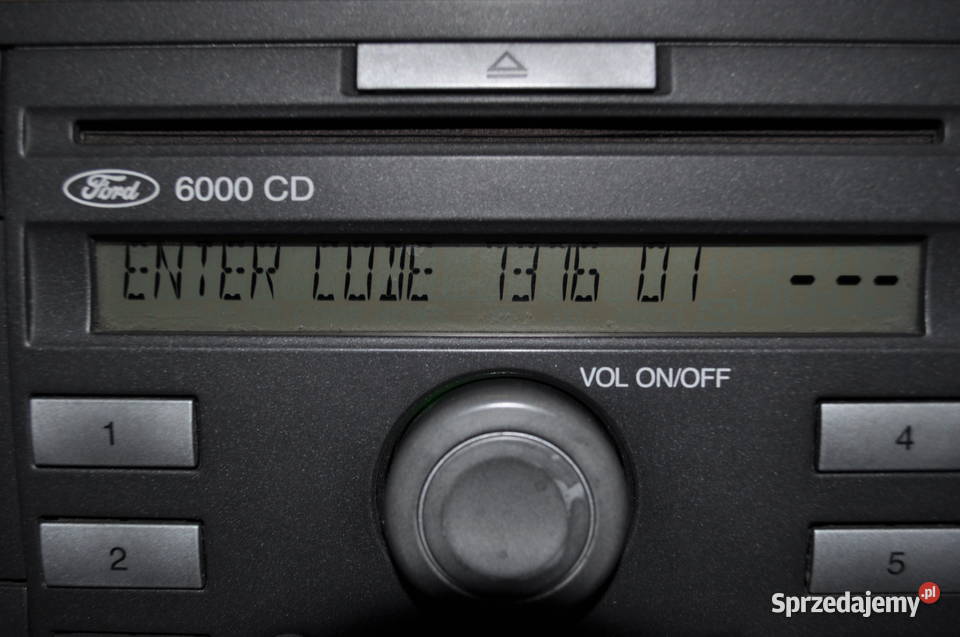 Ford 6000 CD
ENTER CODE 1376 01 - - -
VOL ON/OFF
1
4
2
5
Sprzedajemy.pl